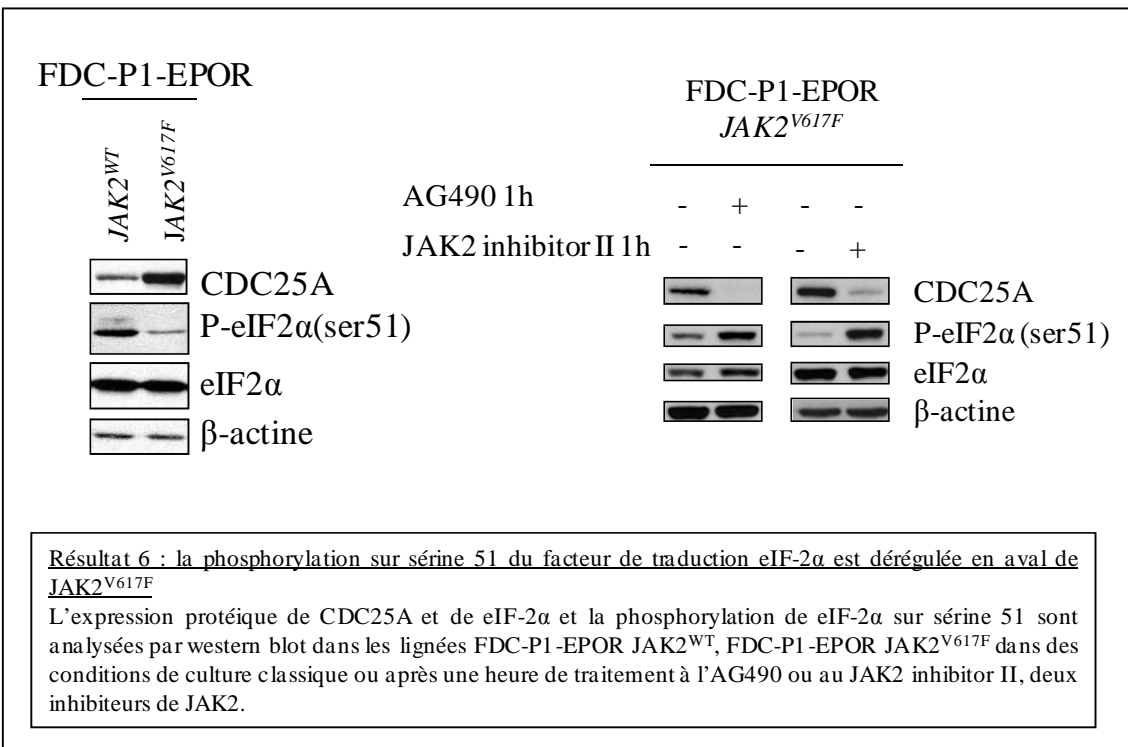 FDC-P1-EPOR
JAK2WT
JAK2V617F
CDC25A
P-eIF2α(ser51)
eIF2α
β-actine
FDC-P1-EPOR
JAK2V617F
AG490 1h - + - -
JAK2 inhibitor II 1h - - - +
CDC25A
P-eIF2α (ser51)
eIF2α
β-actine
Résultat 6 : la phosphorylation sur sérine 51 du facteur de traduction eIF-2α est dérégulée en aval de
JAK2V617F
L’expression protéique de CDC25A et de eIF-2α et la phosphorylation de eIF-2α sur sérine 51 sont
analysées par western blot dans les lignées FDC-P1-EPOR JAK2WT, FDC-P1-EPOR JAK2V617F dans des
conditions de culture classique ou après une heure de traitement à l’AG490 ou au JAK2 inhibitor II, deux
inhibiteurs de JAK2.